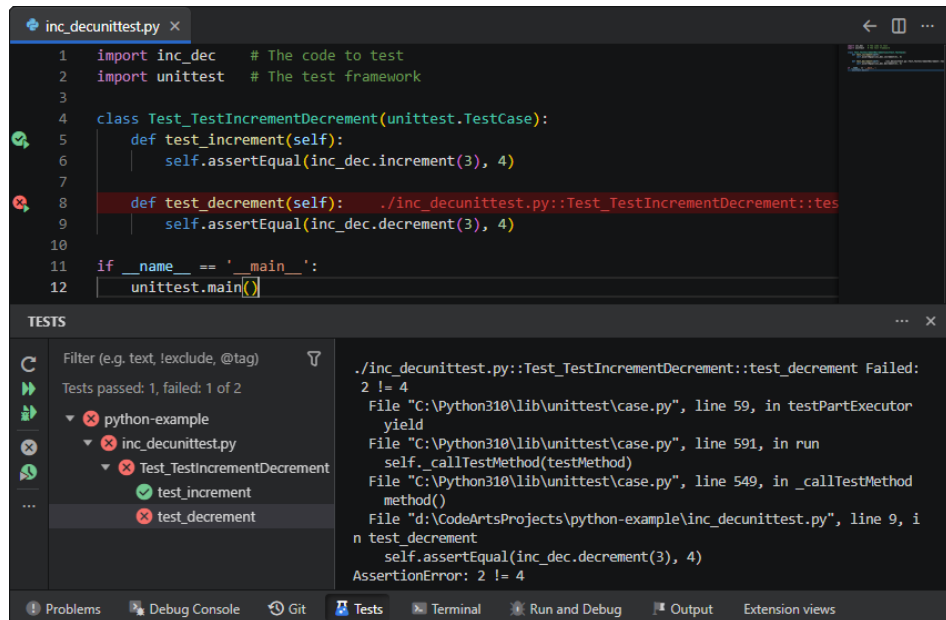 inc_decunittest.py
1 import inc_dec    # The code to test
2 import unittest   # The test framework
3
4 class Test_TestIncrementDecrement(unittest.TestCase):
5     def test_increment(self):
6         self.assertEqual(inc_dec.increment(3), 4)
7
8     def test_decrement(self):    ./inc_decunittest.py::Test_TestIncrementDecrement::tes
9         self.assertEqual(inc_dec.decrement(3), 4)
10
11 if __name__ == '__main__':
12     unittest.main()
TESTS
Filter (e.g. text, !exclude, @tag)
Tests passed: 1, failed: 1 of 2
python-example
inc_decunittest.py
Test_TestIncrementDecrement
test_increment
test_decrement
./inc_decunittest.py::Test_TestIncrementDecrement::test_decrement Failed:
2 != 4
File "C:\Python310\lib\unittest\case.py", line 59, in testPartExecutor
yield
File "C:\Python310\lib\unittest\case.py", line 591, in run
self._callTestMethod(testMethod)
File "C:\Python310\lib\unittest\case.py", line 549, in _callTestMethod
method()
File "d:\CodeArtsProjects\python-example\inc_decunittest.py", line 9, i
n test_decrement
self.assertEqual(inc_dec.decrement(3), 4)
AssertionError: 2 != 4
Problems Debug Console Git Tests Terminal Run and Debug Output Extension views